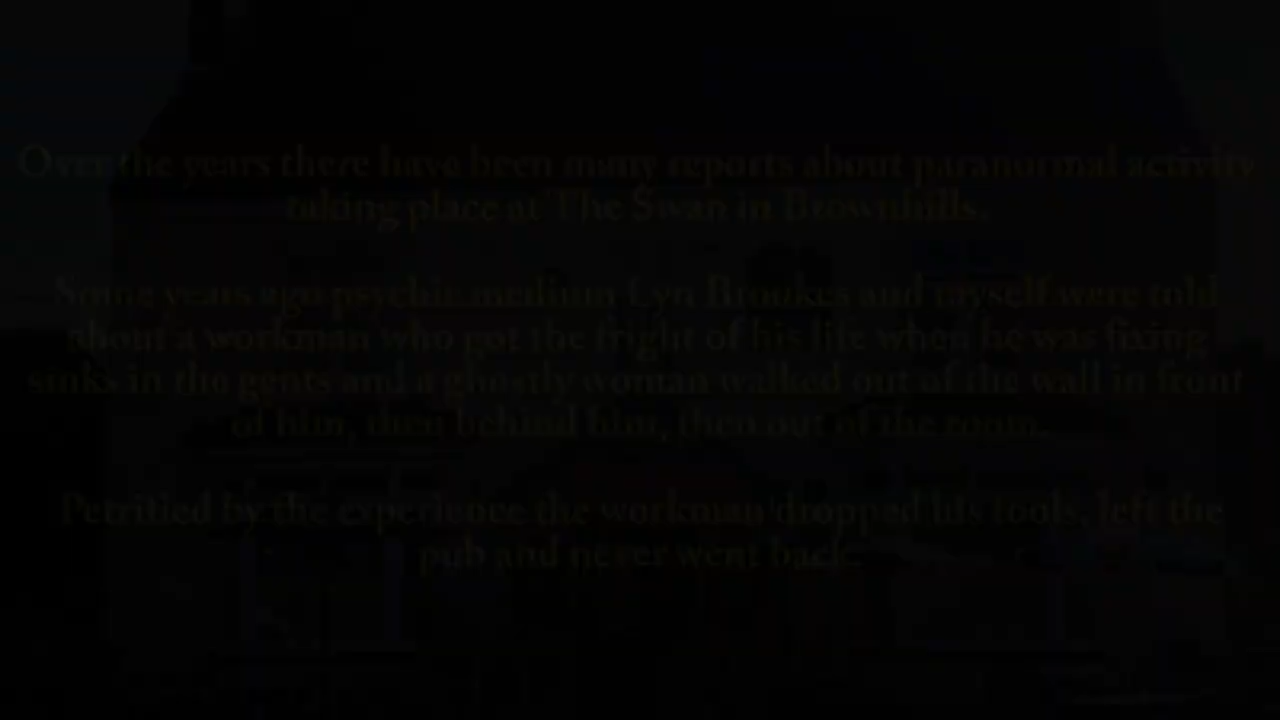 Over the years there have been many reports about paranormal activity
taking place at The Swan in Brownhills.
Some years ago psychic medium Lyn Brookes and myself were told
about a workman who got the fright of his life when he was fixing
sinks in the gents and a ghostly woman walked out of the wall in front
of him, then behind him, then out of the room.
Petrified by the experience the workman dropped his tools, left the
pub and never went back.